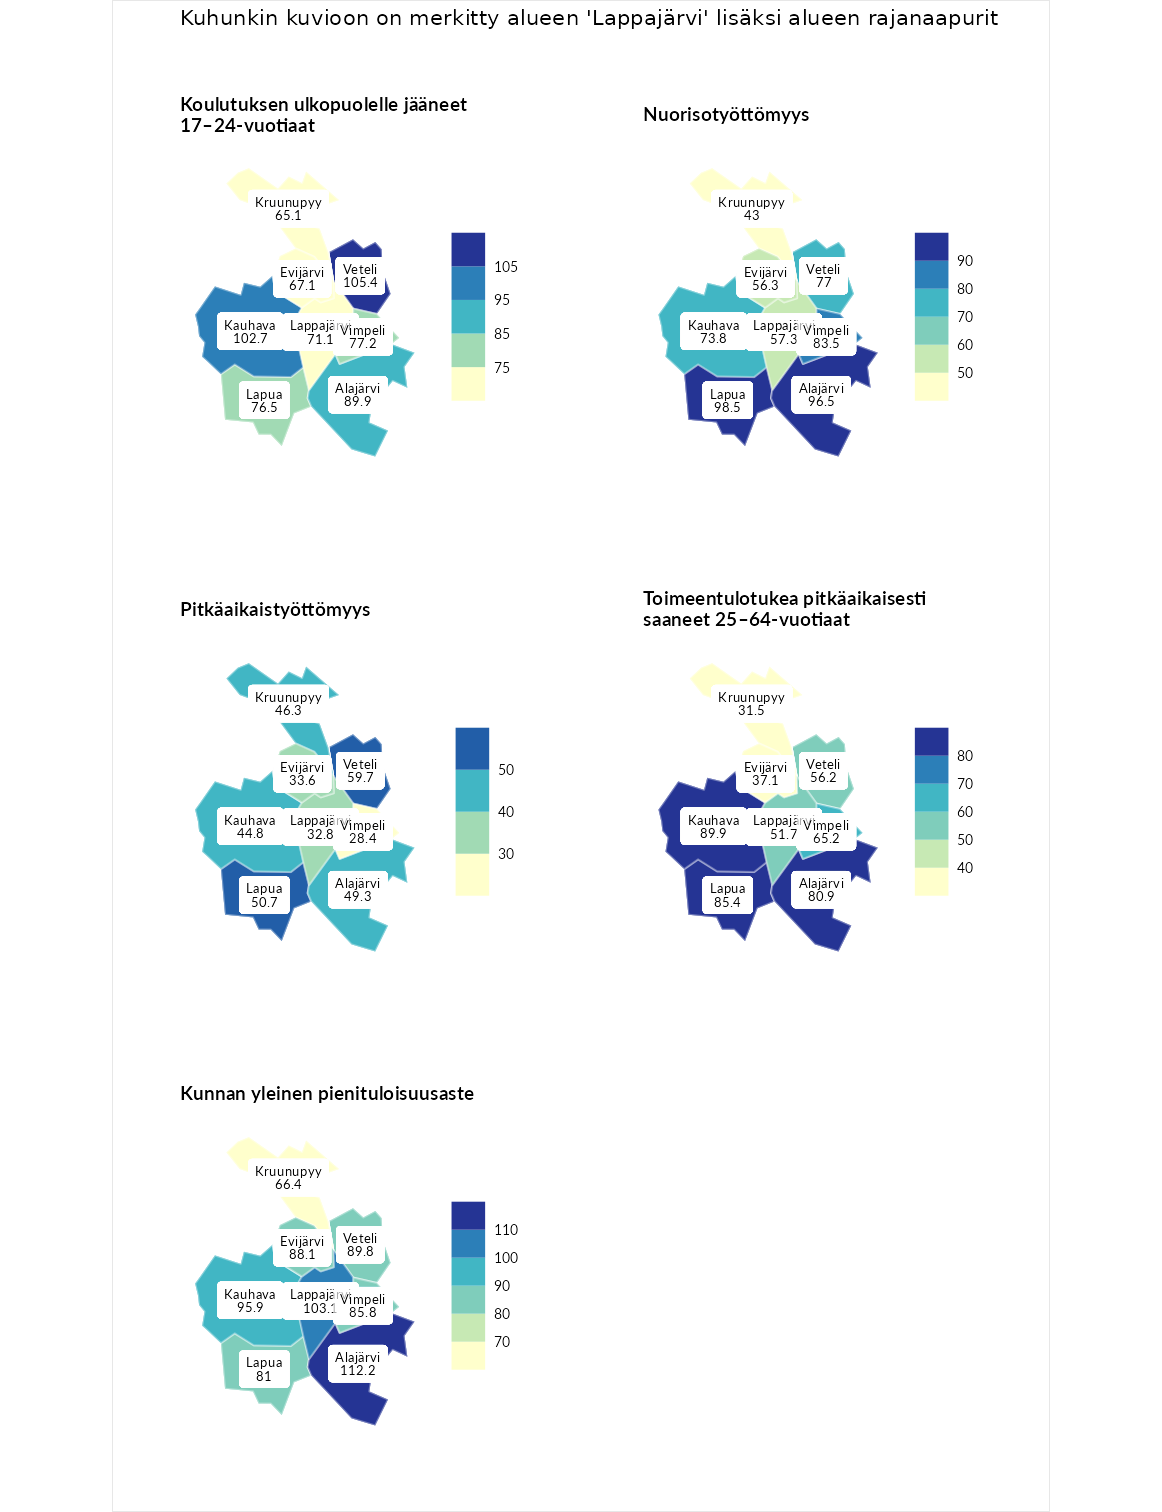 Kuhunkin kuvioon on merkitty alueen 'Lappajärvi' lisäksi alueen rajanaapurit
Koulutuksen ulkopuolelle jääneet
17–24-vuotiaat
Kruunupyy
65.1
Evijärvi
67.1
Veteli
105.4
Kauhava
102.7
Lappajärvi
71.1
Vimpeli
77.2
Lapua
76.5
Alajärvi
89.9
105
95
85
75
Nuorisotyöttömyys
Kruunupyy
43
Evijärvi
56.3
Veteli
77
Kauhava
73.8
Lappajärvi
57.3
Vimpeli
83.5
Lapua
98.5
Alajärvi
96.5
90
80
70
60
50
Pitkäaikaistyöttömyys
Kruunupyy
46.3
Evijärvi
33.6
Veteli
59.7
Kauhava
44.8
Lappajärvi
32.8
Vimpeli
28.4
Lapua
50.7
Alajärvi
49.3
50
40
30
Toimeentulotukea pitkäaikaisesti
saaneet 25–64-vuotiaat
Kruunupyy
31.5
Evijärvi
37.1
Veteli
56.2
Kauhava
89.9
Lappajärvi
51.7
Vimpeli
65.2
Lapua
85.4
Alajärvi
80.9
80
70
60
50
40
Kunnan yleinen pienituloisuusaste
Kruunupyy
66.4
Evijärvi
88.1
Veteli
89.8
Kauhava
95.9
Lappajärvi
103.1
Vimpeli
85.8
Lapua
81
Alajärvi
112.2
110
100
90
80
70